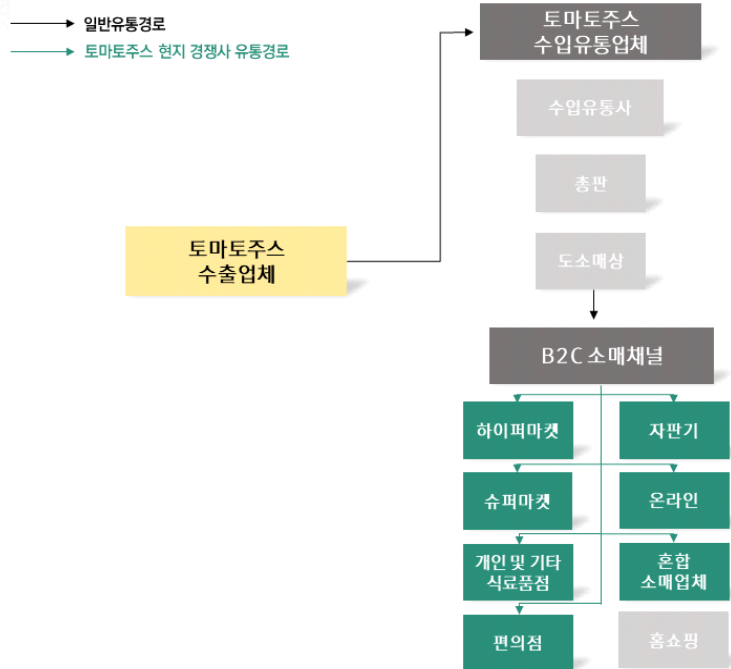 일반유통경로
토마토주스 현지 경쟁사 유통경로
토마토주스
수입유통업체
수입유통사
총판
도소매상
토마토주스
수출업체
B2C 소매채널
하이퍼마켓
자판기
슈퍼마켓
온라인
개인 및 기타
식료품점
혼합
소매업체
편의점
홈쇼핑